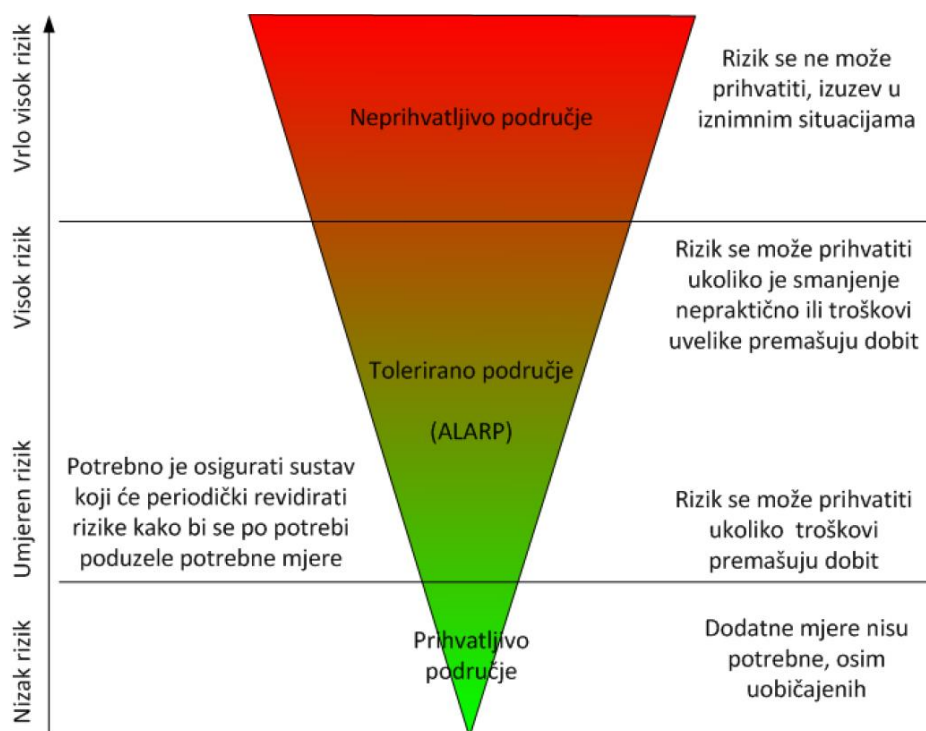 Vrlo visok rizik
Neprihvatljivo područje
Rizik se ne može
prihvatiti, izuzev u
iznimnim situacijama
Visok rizik
Rizik se može prihvatiti
ukoliko je smanjenje
nepraktično ili troškovi
uvelike premašuju dobit
Tolerirano područje
(ALARP)
Umjeren rizik
Potrebno je osigurati sustav
koji će periodički revidirati
rizike kako bi se po potrebi
poduzele potrebne mjere
Rizik se može prihvatiti
ukoliko troškovi
premašuju dobit
Nizak rizik
Prihvatljivo
područje
Dodatne mjere nisu
potrebne, osim
uobičajenih